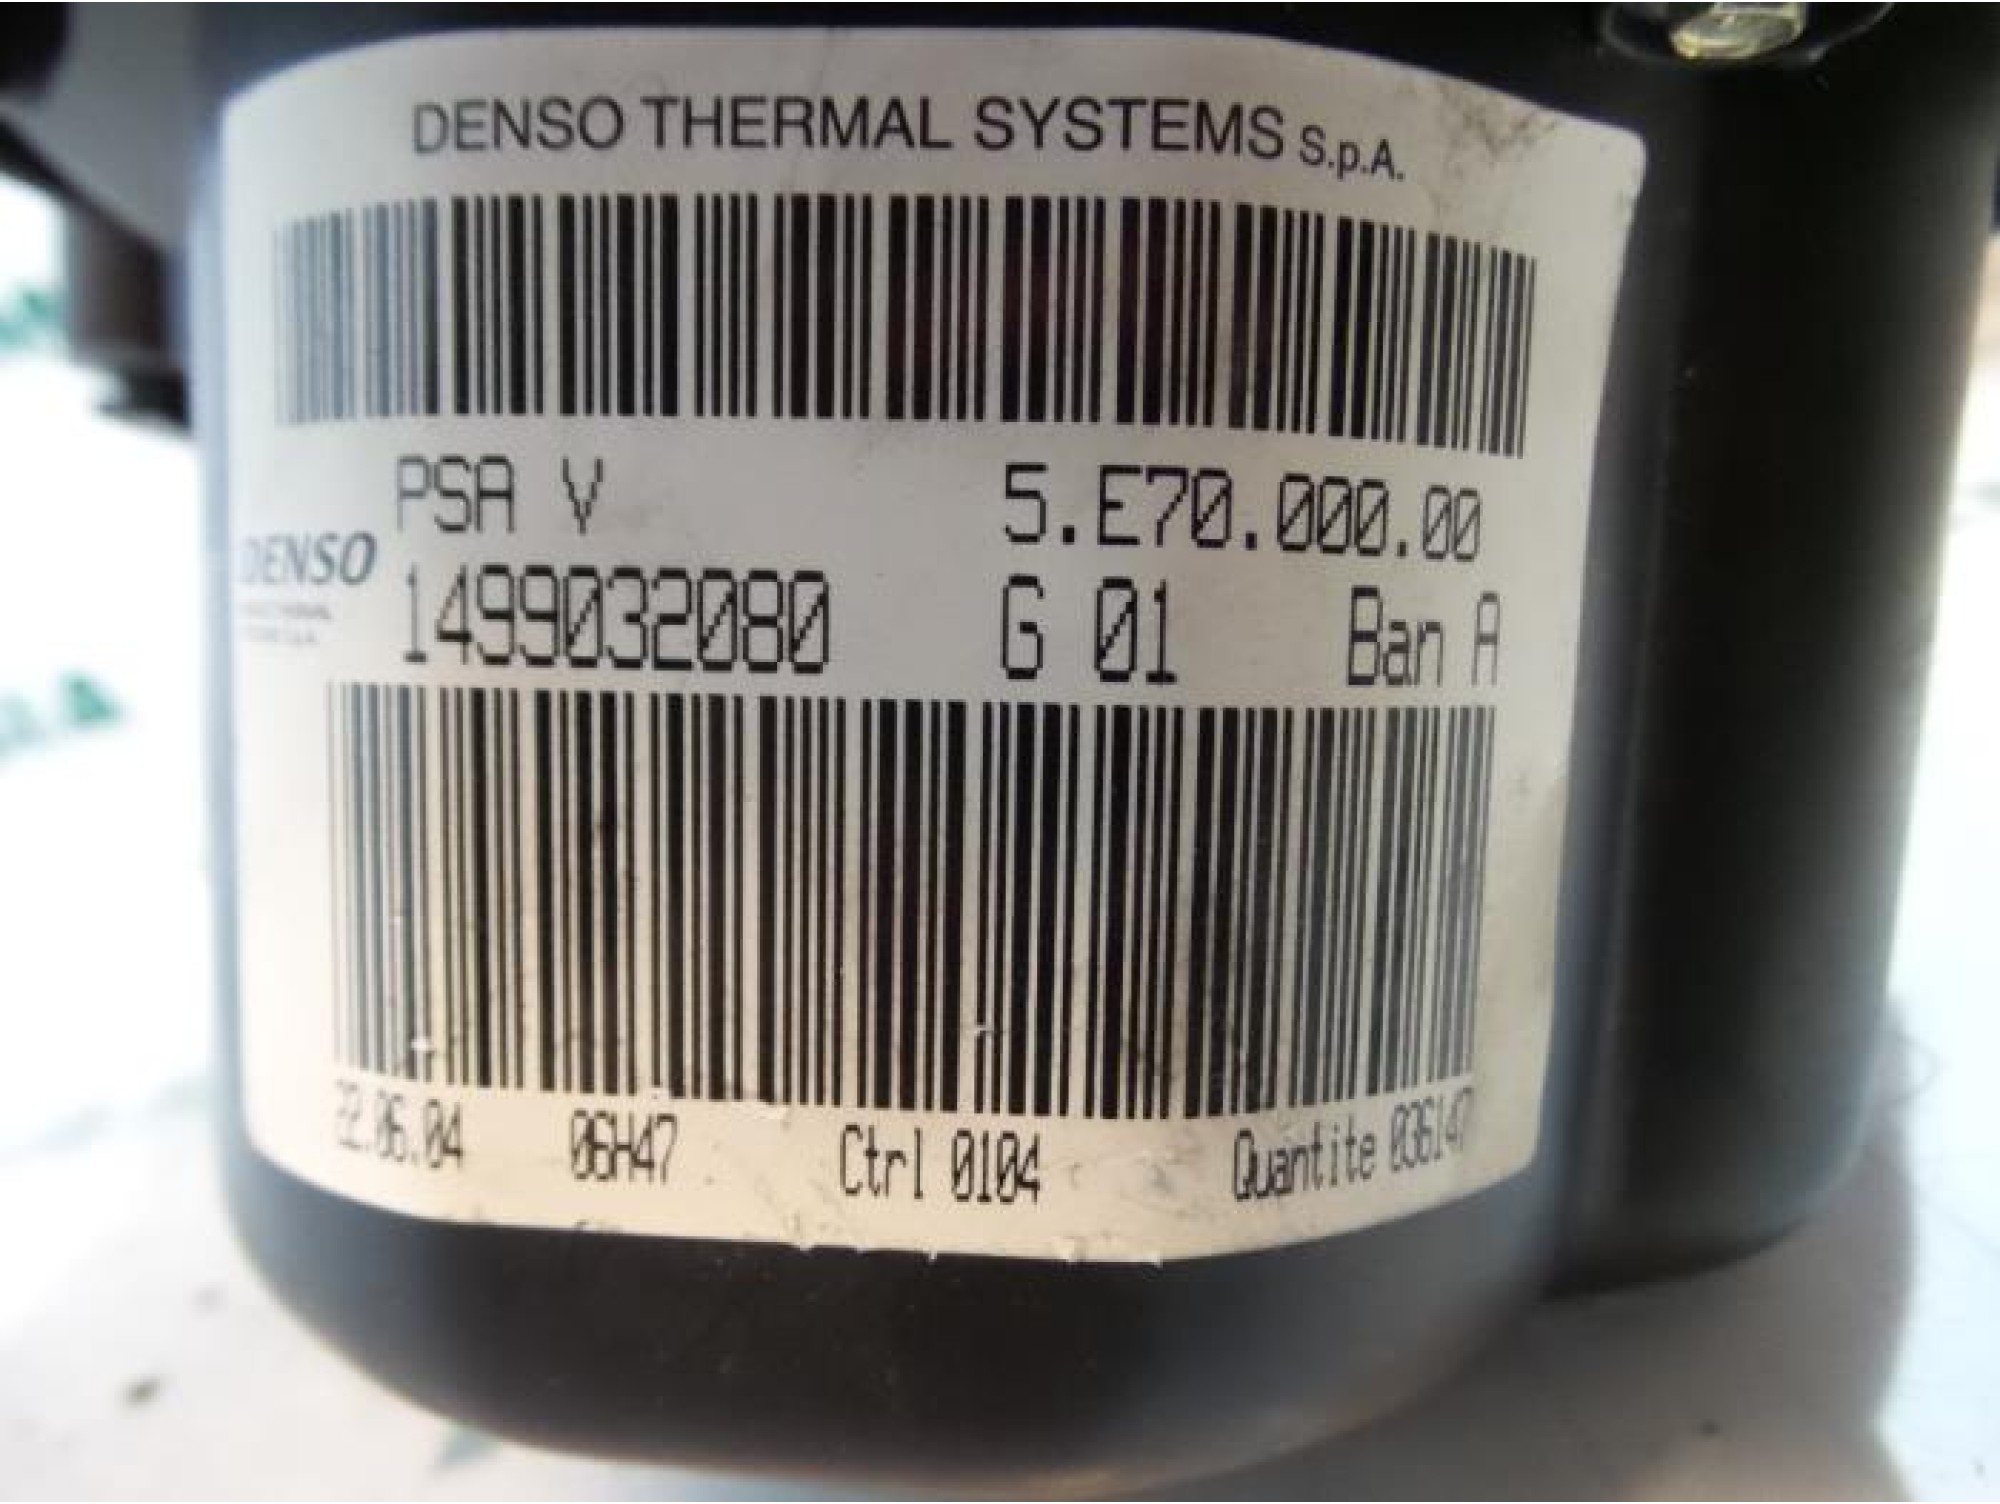 DENSO THERMAL SYSTEMS S.p.A.
PSA V 5.E70.000.00
DENSO
1499032080 G 01 Ban A
22.06.04 06H47 Ctrl 0104 Quantite 036147